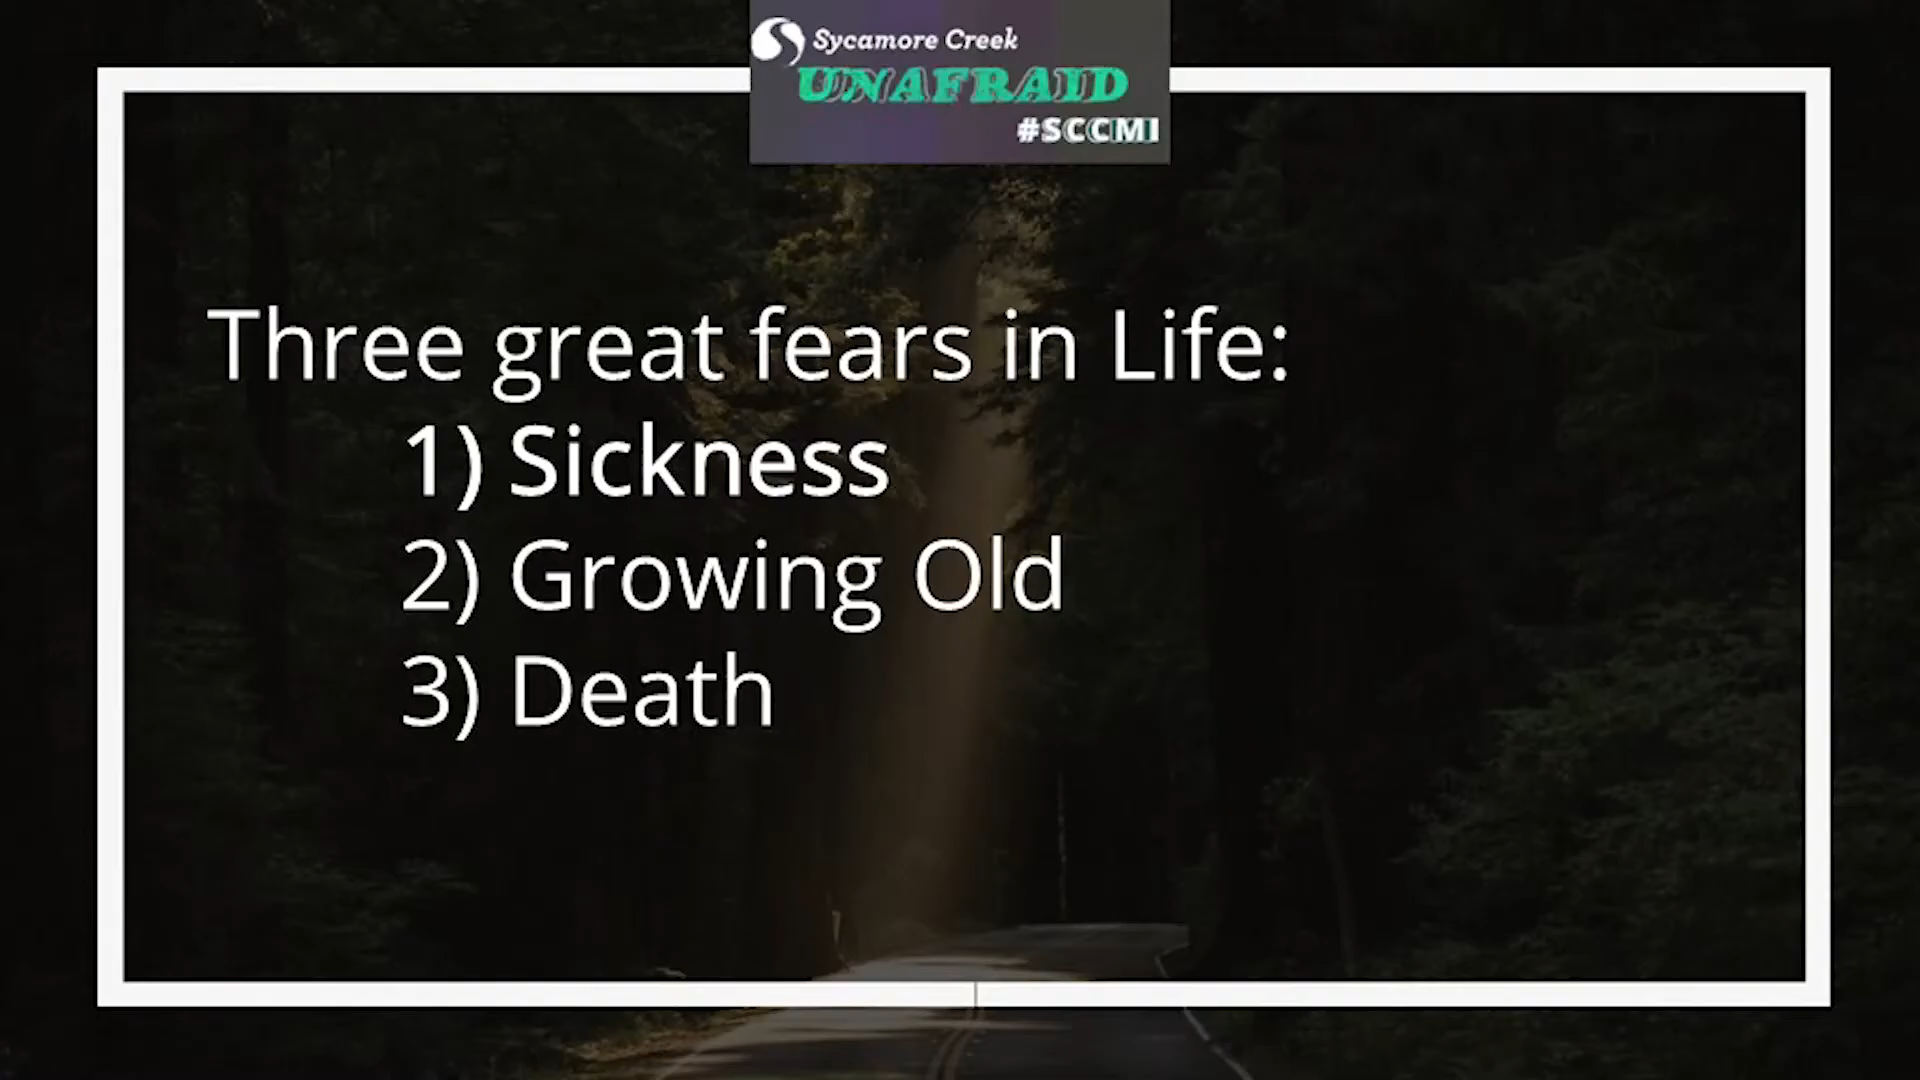 Sycamore Creek
UNAFRAID
#SCCMI
Three great fears in Life:
1) Sickness
2) Growing Old
3) Death